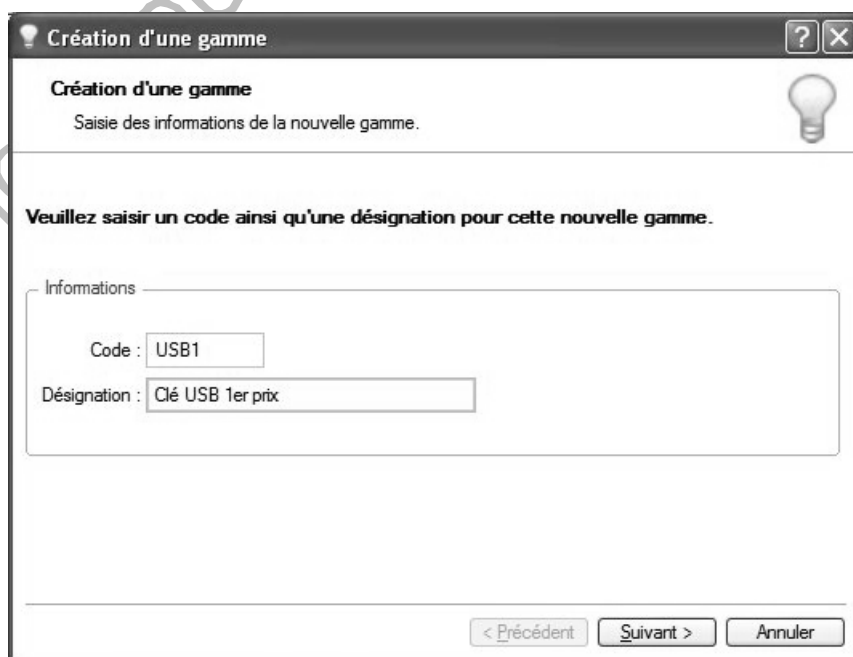 Création d'une gamme
Création d'une gamme
Saisie des informations de la nouvelle gamme.
Veuillez saisir un code ainsi qu'une désignation pour cette nouvelle gamme.
Informations
Code : USB1
Désignation : Clé USB 1er prix
< Précédent Suivant > Annuler